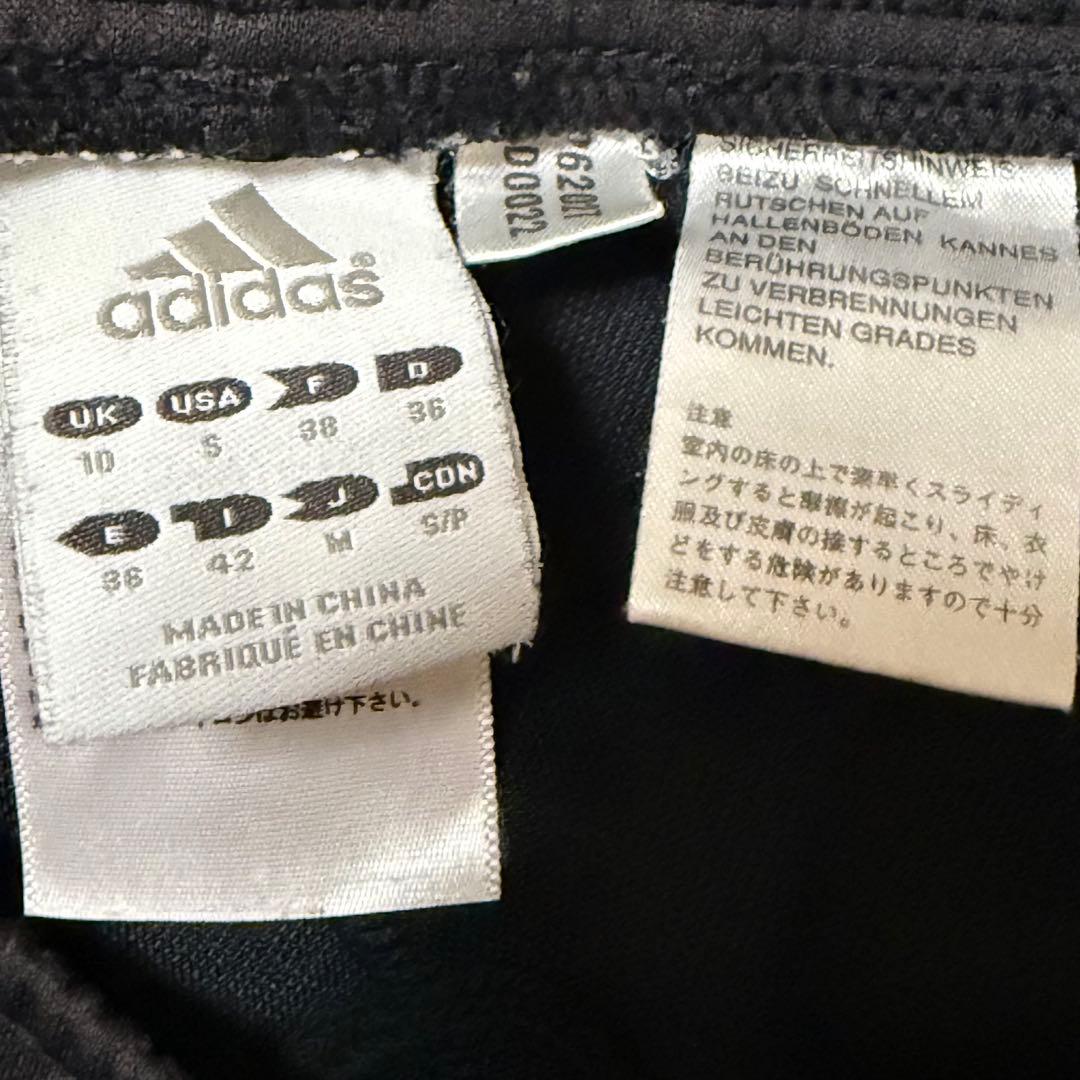 adidas®
UK USA F D
10 S 38 36
E I J CDN
36 42 M S/P
MADE IN CHINA
FABRIQUÉ EN CHINE
はお避け下さい。
D0022
SICHERHEITSHINWEIS
BEIZU SCHNELLEM
RUTSCHEN AUF
HALLENBÖDEN KANNES
AN DEN
BERÜHRUNGSPUNKTEN
ZU VERBRENNUNGEN
LEICHTEN GRADES
KOMMEN.
注意
室内の床の上で素早くスライディ
ングすると摩擦が起こり、床、衣
服及び皮膚の接するところでやけ
どをする危険がありますので十分
注意して下さい。